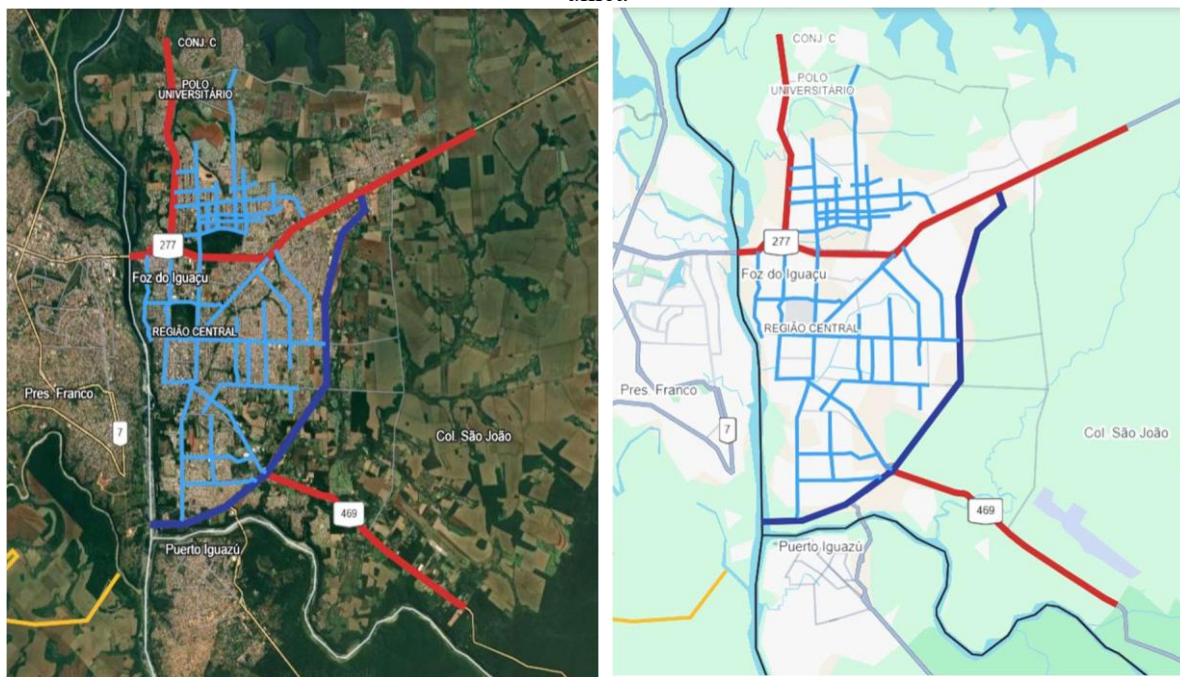 CONJ. C
POLO
UNIVERSITÁRIO
277
Foz do Iguaçu
REGIÃO CENTRAL
Pres. Franco
7
Col. São João
469
Puerto Iguazú
CONJ. C
POLO
UNIVERSITÁRIO
277
Foz do Iguaçu
REGIÃO CENTRAL
Pres. Franco
7
Col. São João
469
Puerto Iguazú